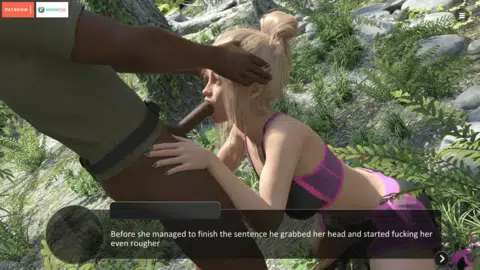 PATREON
Before she managed to finish the sentence he grabbed her head and started fucking her
even rougher